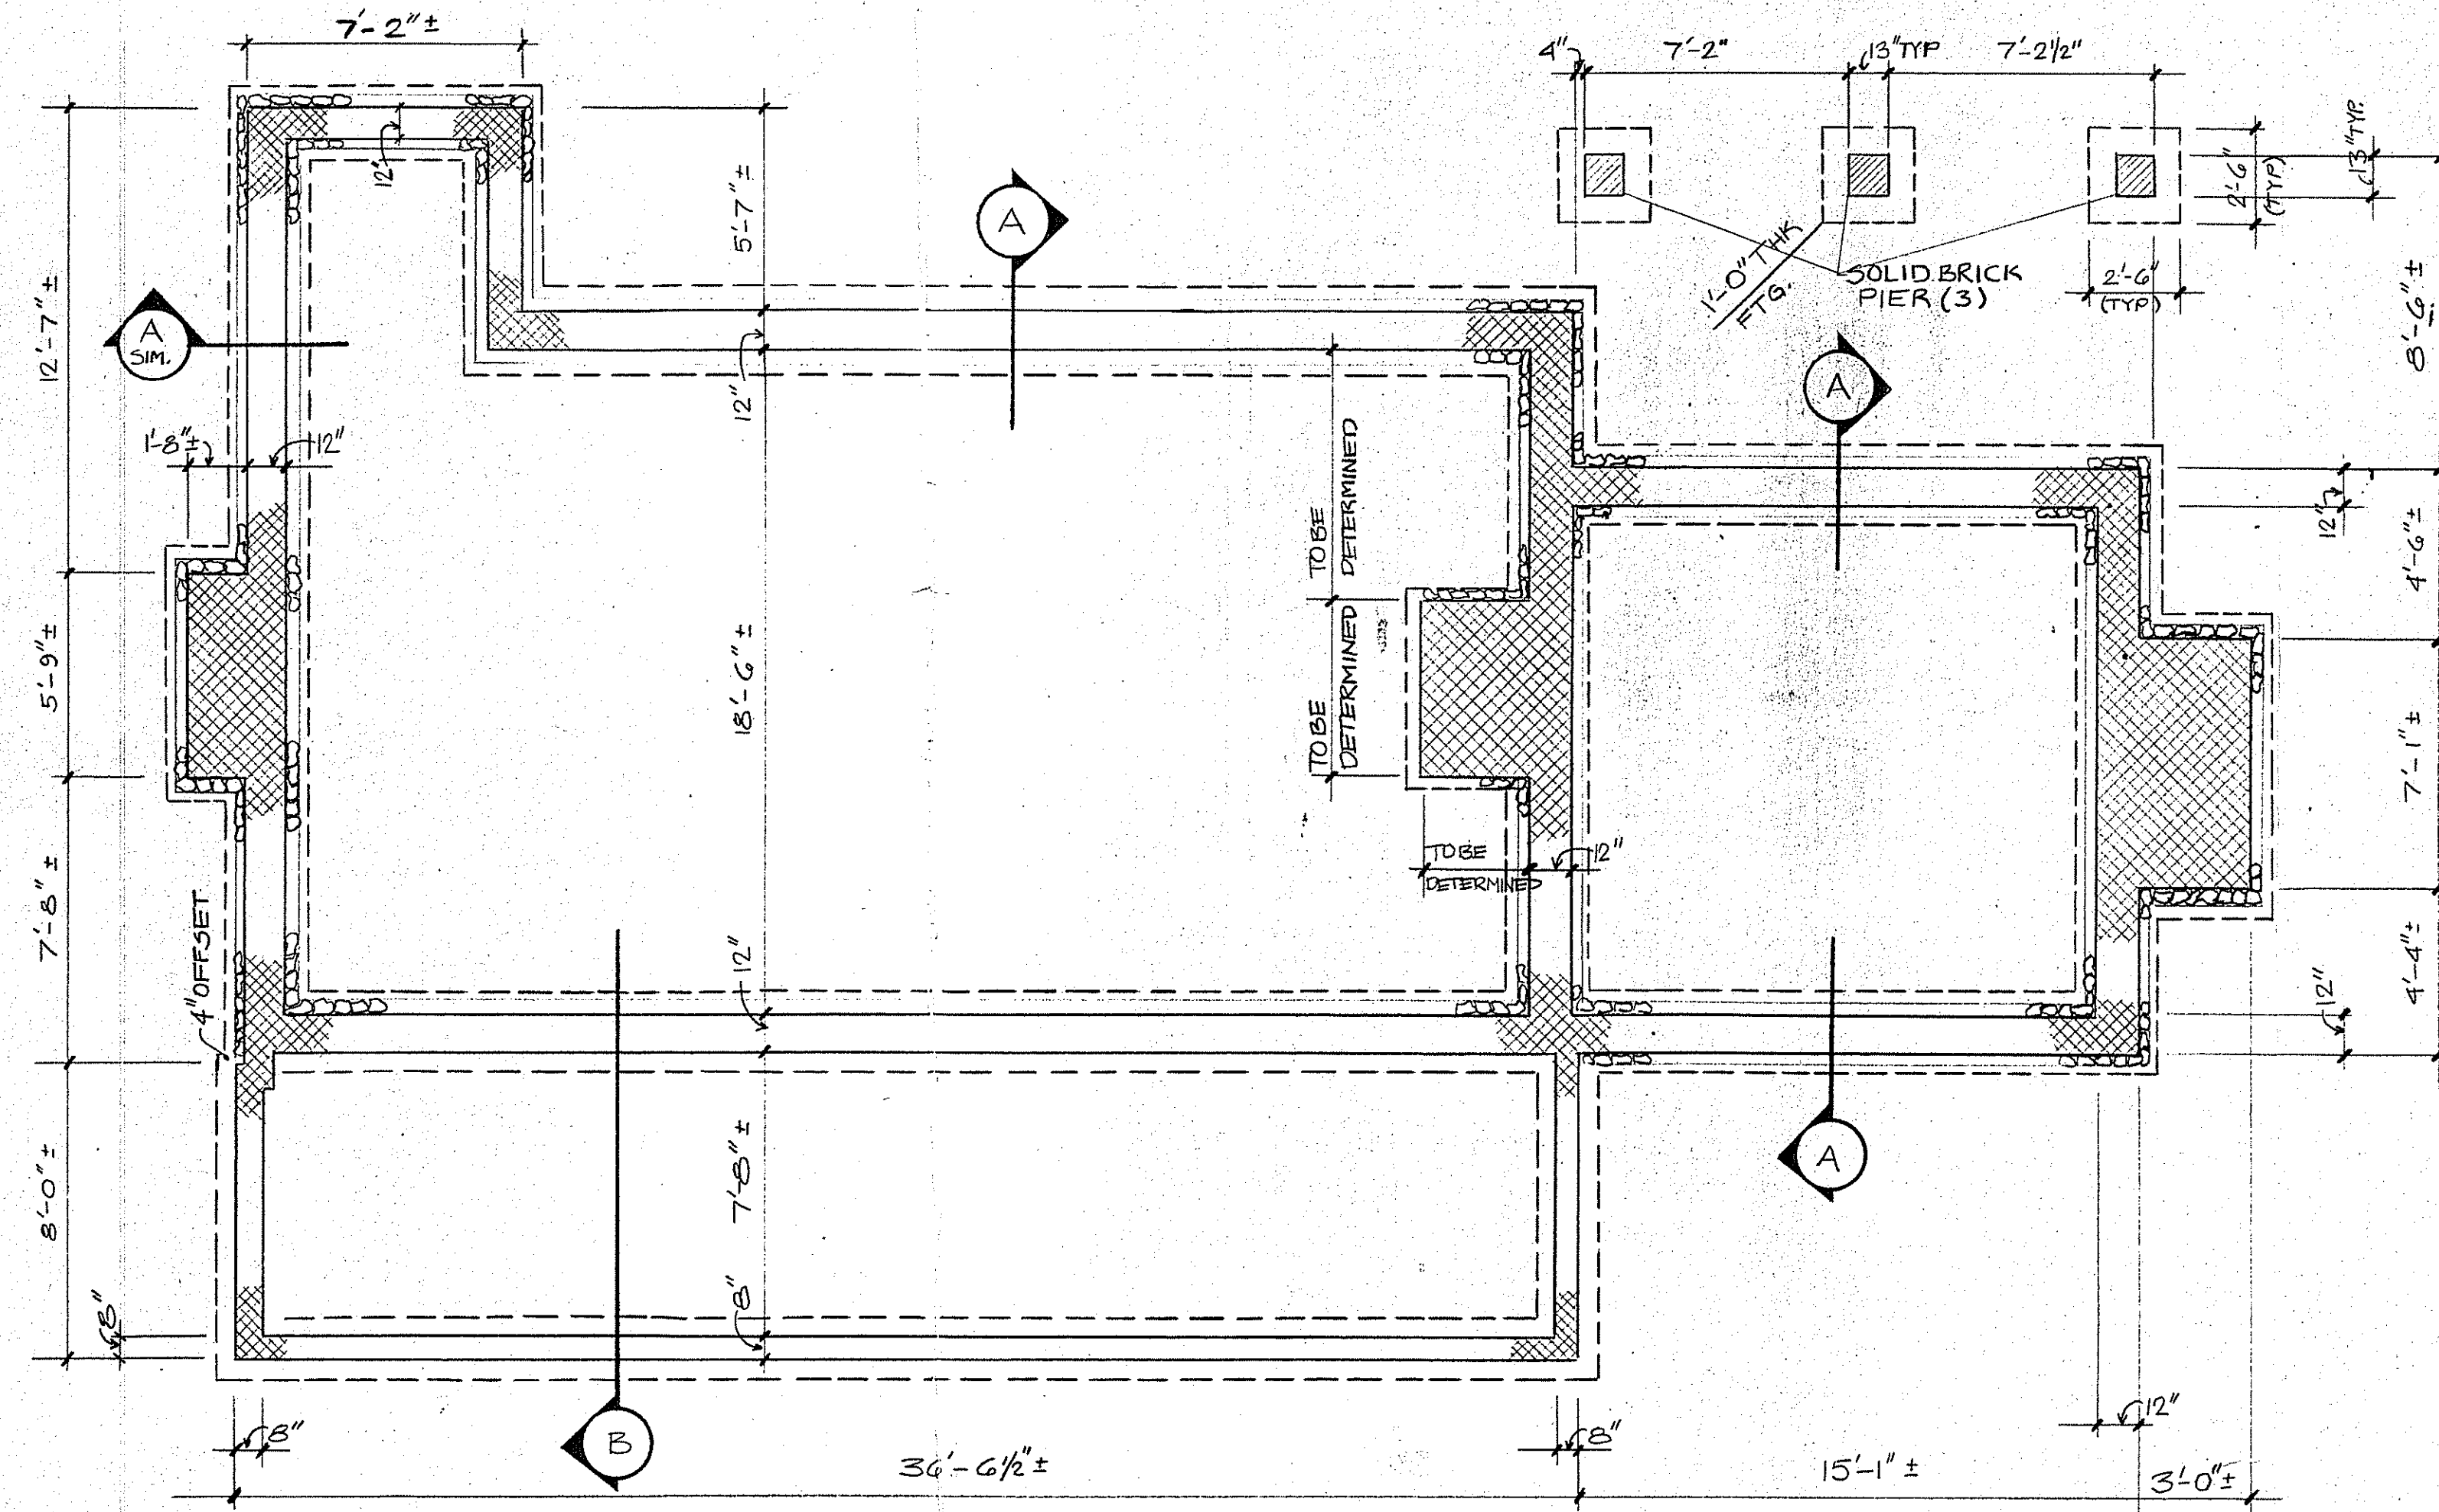 7'-2"±
4"
7'-2"
13" TYP
7'-2 1/2"
12"
5'-7"±
A
13" TYP.
2'-6"
(TYP)
1'-0" THK
FTG.
SOLID BRICK
PIER (3)
2'-6"
(TYP)
8'-6"±
12'-7"±
A
SIM.
12"
A
1'-8"±
12"
TO BE
DETERMINED
12"
4'-6"±
5'-9"±
18'-6"±
TO BE
DETERMINED
7'-1"±
TO BE
DETERMINED
12"
7'-8"±
4" OFFSET
12"
12"
4'-4"±
8'-0"±
7'-8"±
A
8"
8"
8"
B
8"
12"
36'-6 1/2"±
15'-1"±
3'-0"±